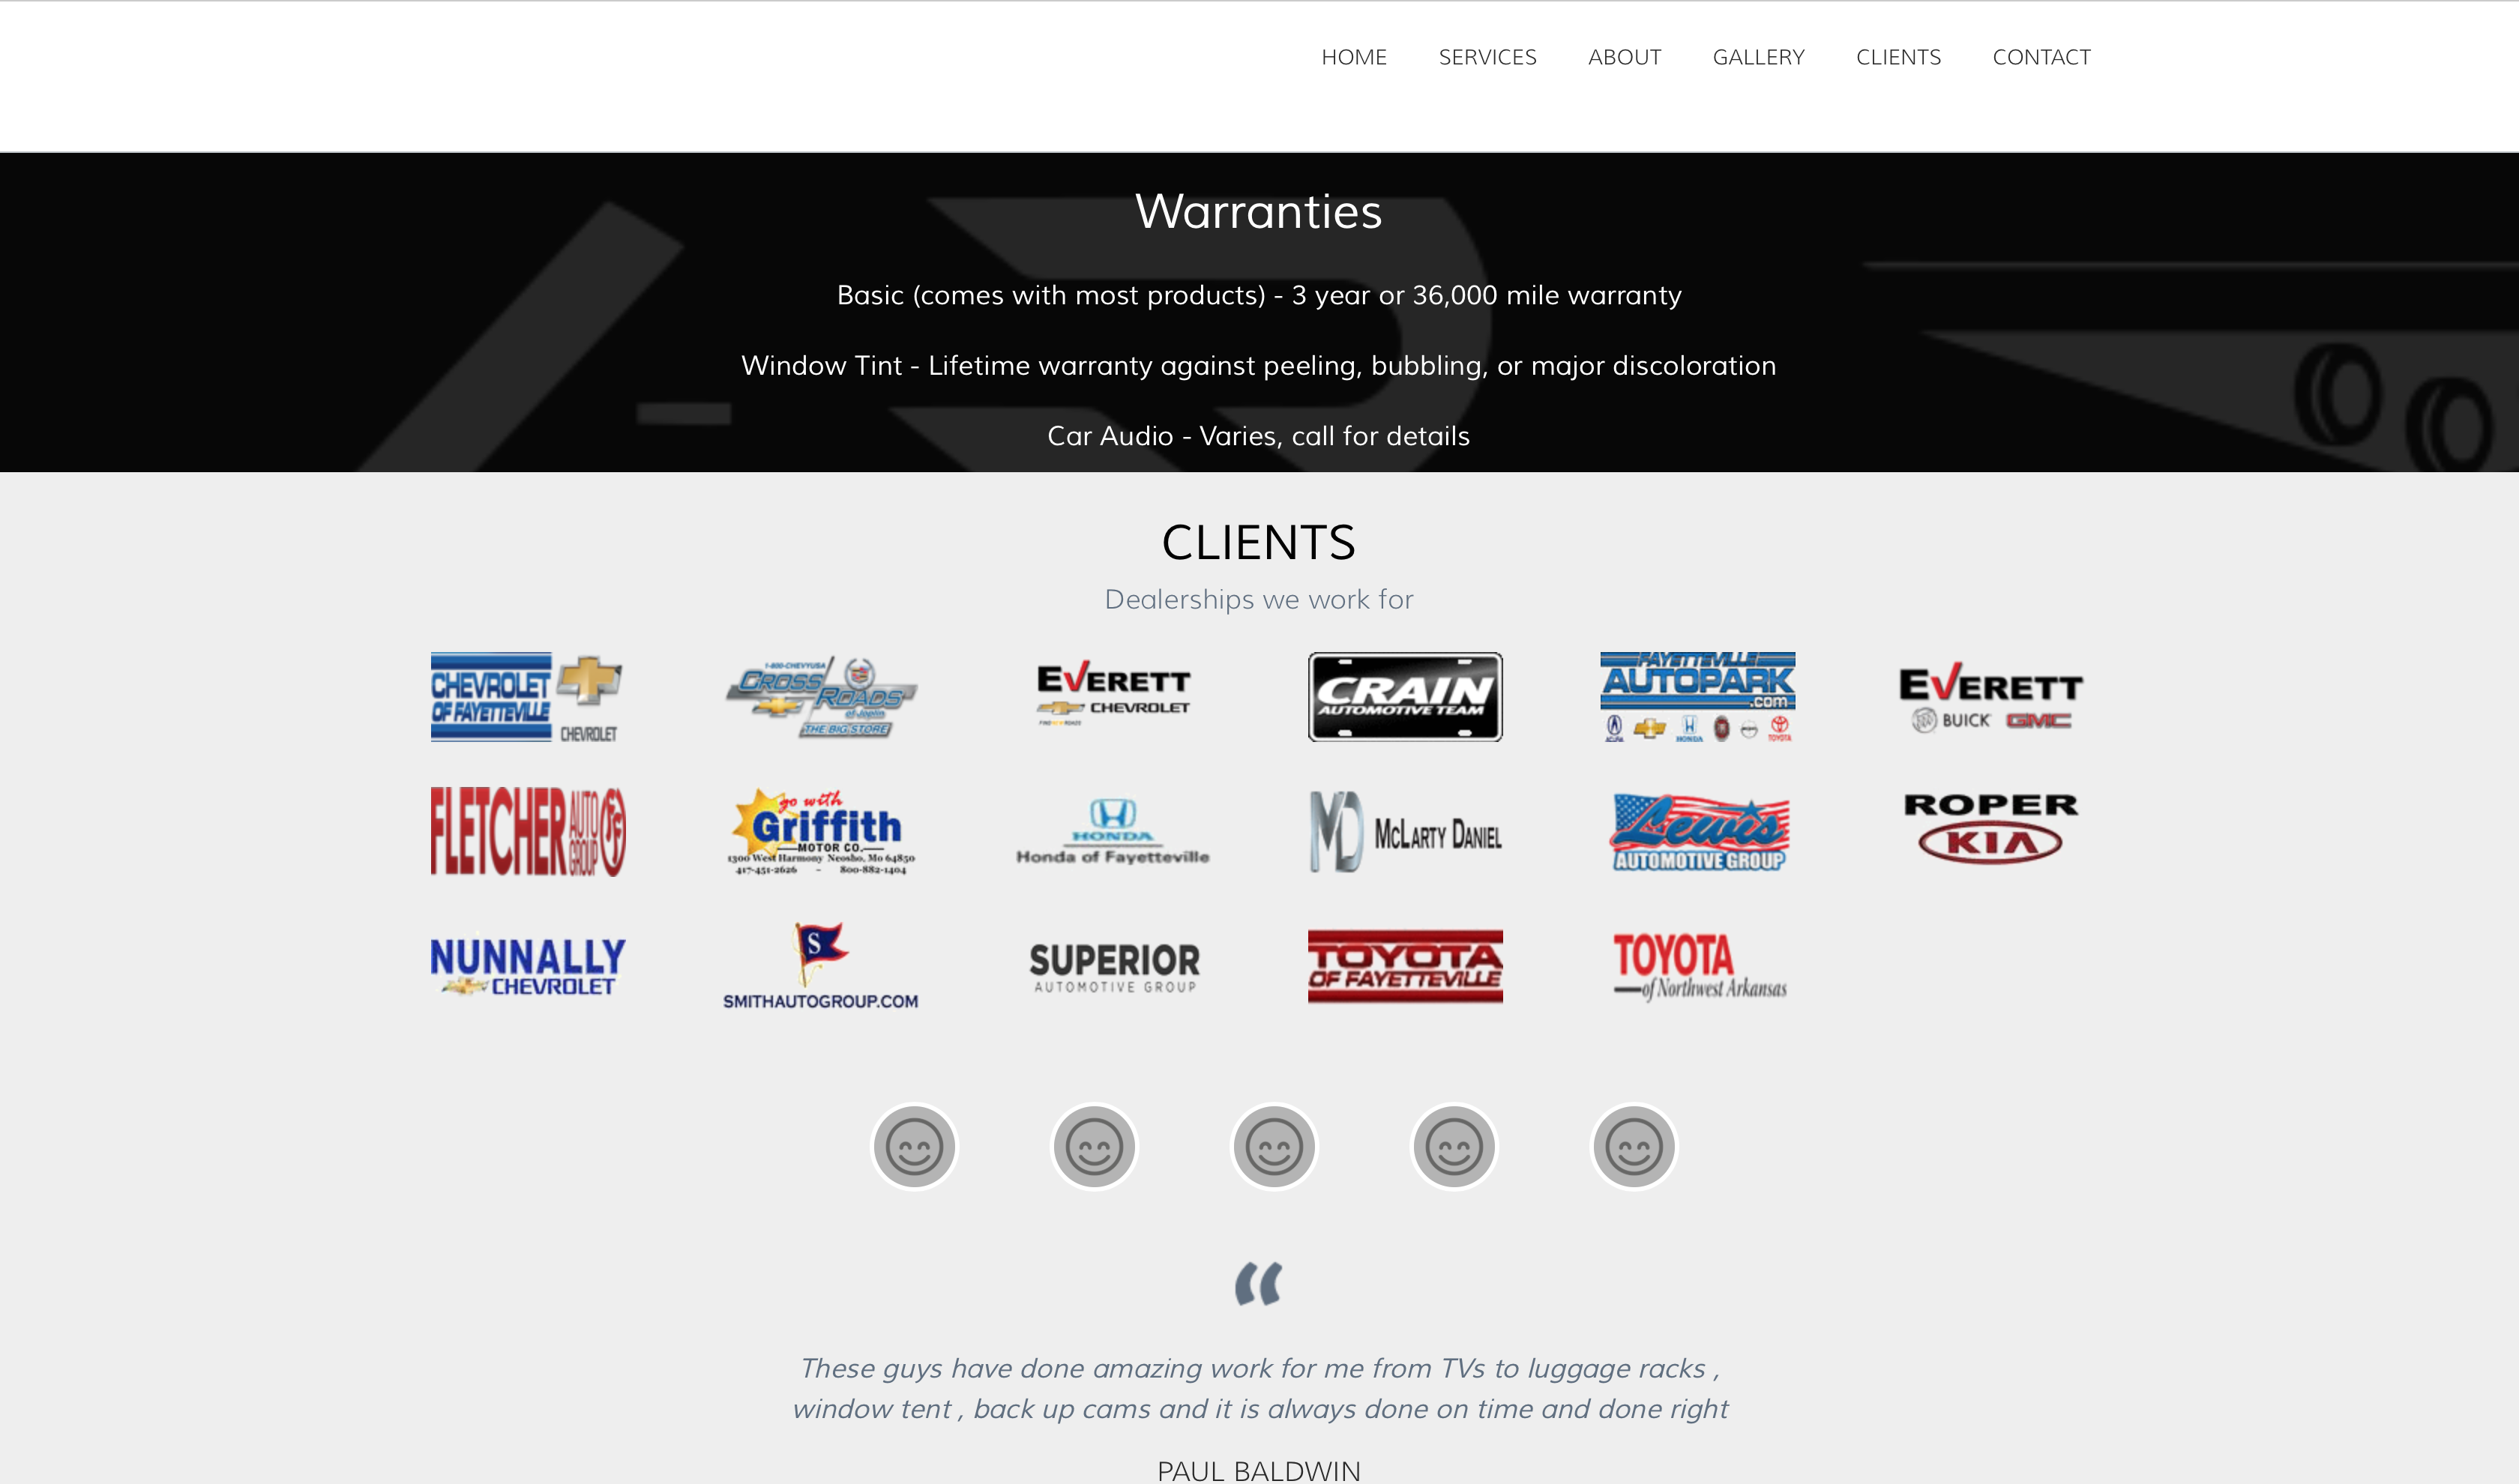 HOME SERVICES ABOUT GALLERY CLIENTS CONTACT
Warranties
Basic (comes with most products) - 3 year or 36,000 mile warranty
Window Tint - Lifetime warranty against peeling, bubbling, or major discoloration
Car Audio - Varies, call for details
CLIENTS
Dealerships we work for
CHEVROLET
OF FAYETTEVILLE
CHEVROLET
1-800-CHEVYUSA
CROSS
ROADS
of Joplin
THE BIG STORE
EVERETT
CHEVROLET
FIND NEW ROADS
CRAIN
AUTOMOTIVE TEAM
FAYETTEVILLE
AUTOPARK
.com
ACURA
HONDA
TOYOTA
EVERETT
BUICK GMC
FLETCHER AUTO GROUP
go with
Griffith
MOTOR CO.
1300 West Harmony Neosho, Mo 64850
417-451-2626 - 800-882-1404
HONDA
Honda of Fayetteville
MD McLARTY DANIEL
Lewis
AUTOMOTIVE GROUP
ROPER
KIA
NUNNALLY
CHEVROLET
S
SMITHAUTOGROUP.COM
SUPERIOR
AUTOMOTIVE GROUP
TOYOTA
OF FAYETTEVILLE
TOYOTA
of Northwest Arkansas
“
These guys have done amazing work for me from TVs to luggage racks ,
window tent , back up cams and it is always done on time and done right
PAUL BALDWIN